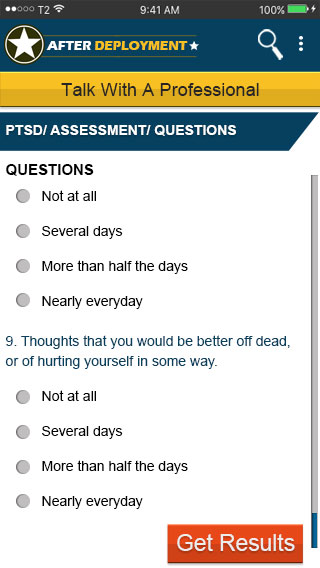 T2 9:41 AM 100%
AFTER DEPLOYMENT
Talk With A Professional
PTSD/ ASSESSMENT/ QUESTIONS
QUESTIONS
Not at all
Several days
More than half the days
Nearly everyday
9. Thoughts that you would be better off dead,
or of hurting yourself in some way.
Not at all
Several days
More than half the days
Nearly everyday
Get Results